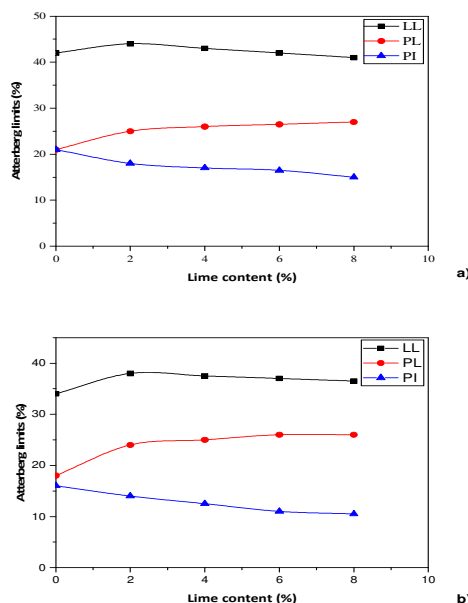 50
40
30
20
10
0
Atterberg limits (%)
LL
PL
PI
0 2 4 6 8 10
Lime content (%)
a)
40
30
20
10
0
Atterberg limits (%)
LL
PL
PI
0 2 4 6 8 10
Lime content (%)
b)